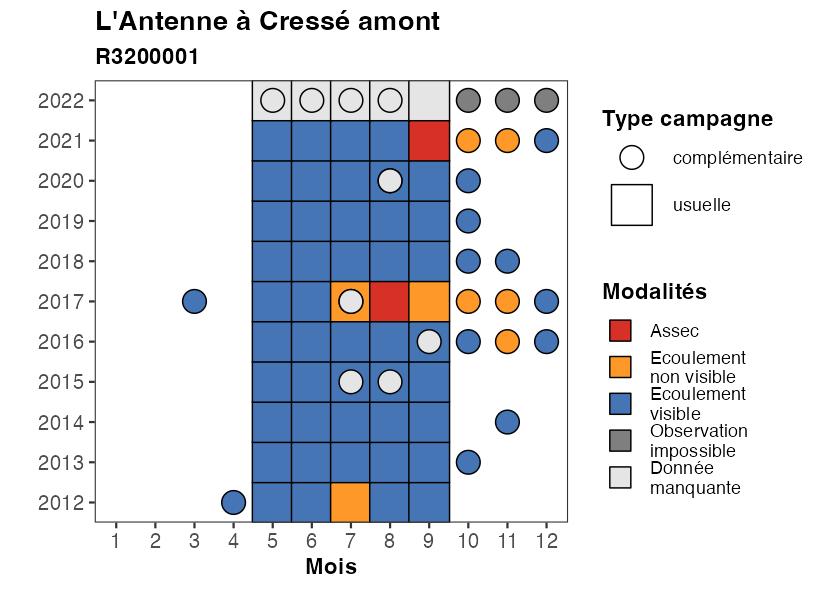 L'Antenne à Cressé amont
R3200001
2022
2021
2020
2019
2018
2017
2016
2015
2014
2013
2012
1 2 3 4 5 6 7 8 9 10 11 12
Mois
Type campagne
complémentaire
usuelle
Modalités
Assec
Ecoulement
non visible
Ecoulement
visible
Observation
impossible
Donnée
manquante